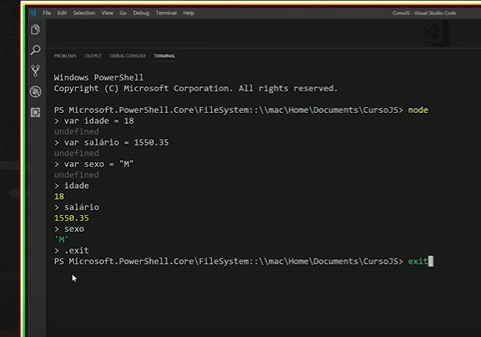 File Edit Selection View Go Debug Terminal Help
CursoJS - Visual Studio Code
PROBLEMS OUTPUT DEBUG CONSOLE TERMINAL
Windows PowerShell
Copyright (C) Microsoft Corporation. All rights reserved.
PS Microsoft.PowerShell.Core\FileSystem::\\mac\Home\Documents\CursoJS> node
> var idade = 18
undefined
> var salário = 1550.35
undefined
> var sexo = "M"
undefined
> idade
18
> salário
1550.35
> sexo
'M'
> .exit
PS Microsoft.PowerShell.Core\FileSystem::\\mac\Home\Documents\CursoJS> exit